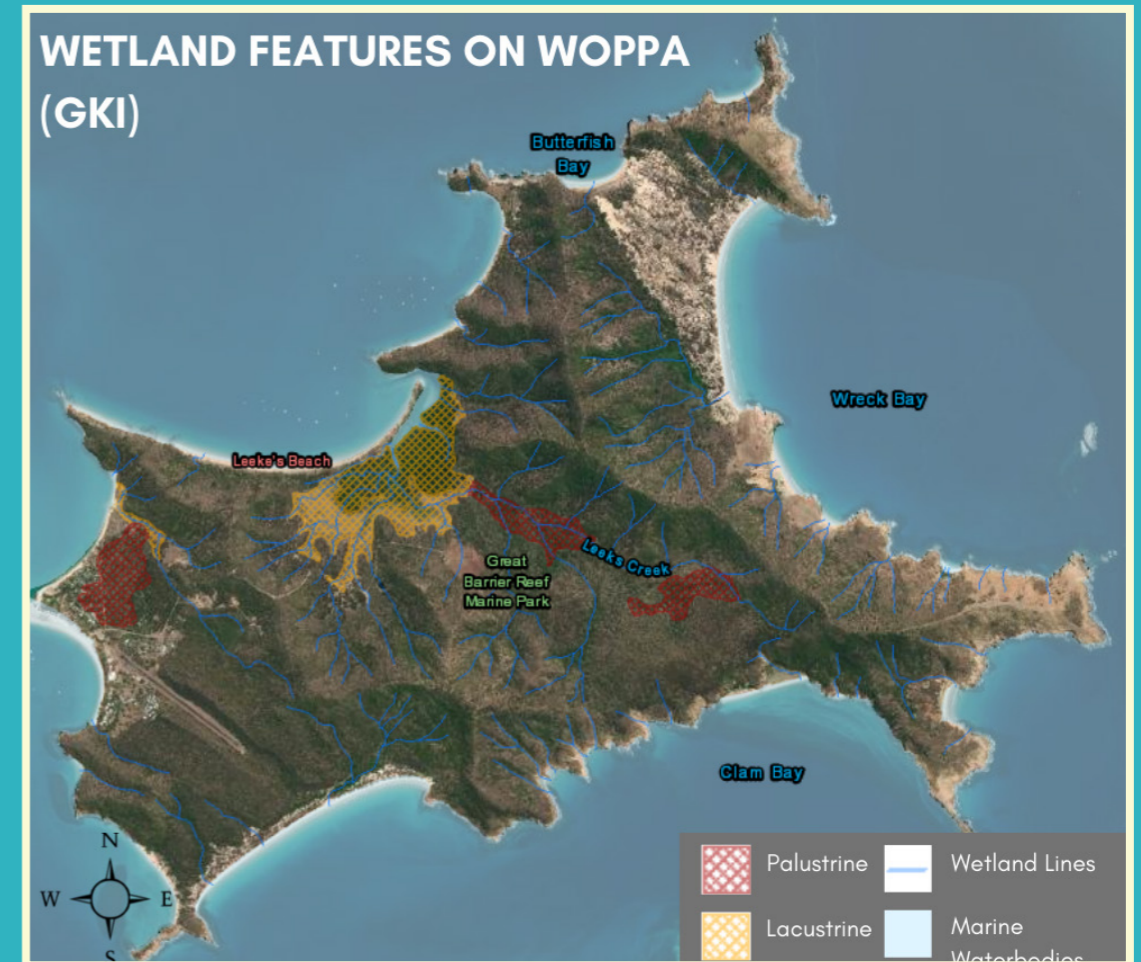 WETLAND FEATURES ON WOPPA
(GKI)
Butterfish
Bay
Wreck Bay
Leeke's Beach
Leeks Creek
Great
Barrier Reef
Marine Park
Clam Bay
N
W
E
S
Palustrine
Wetland Lines
Lacustrine
Marine
Waterbodies